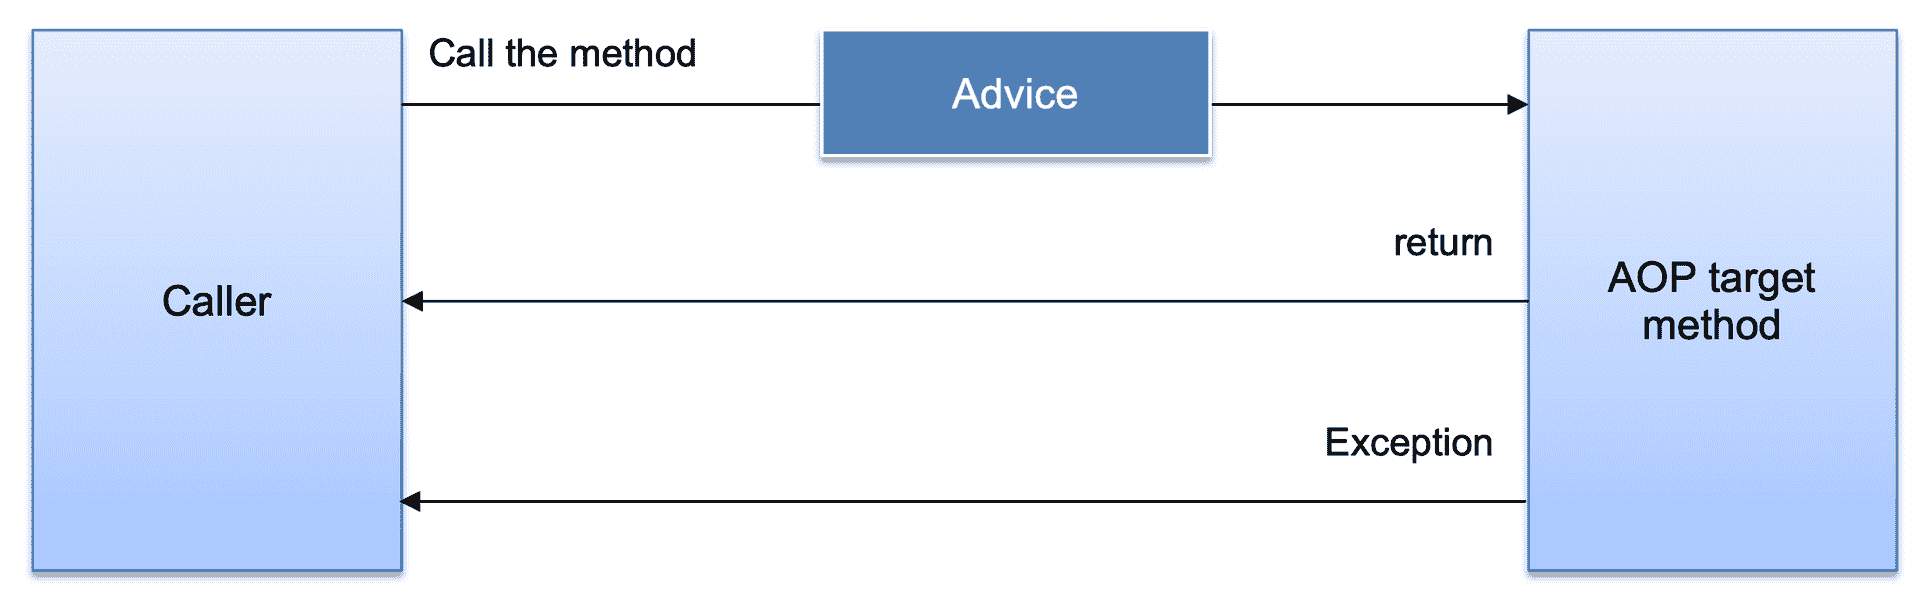 Call the method
Advice
return
Caller
AOP target
method
Exception